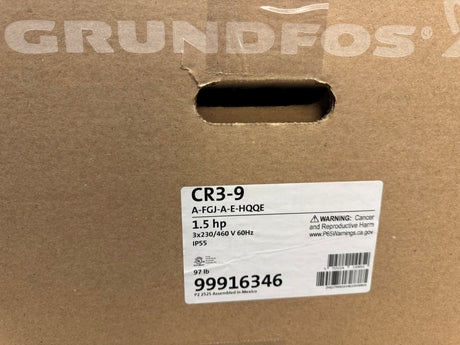 GRUNDFOS®
CR3-9
A-FGJ-A-E-HQQE
1.5 hp
3x230/460 V 60Hz
IP55
97 lb
99916346
P2 2525 Assembled in Mexico
WARNING: Cancer
and Reproductive Harm
www.P65Warnings.ca.gov